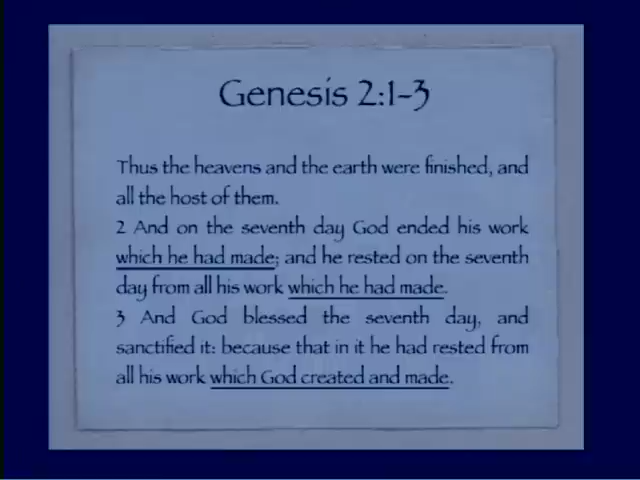 Genesis 2:1-3
Thus the heavens and the earth were finished, and
all the host of them.
2 And on the seventh day God ended his work
which he had made; and he rested on the seventh
day from all his work which he had made.
3 And God blessed the seventh day, and
sanctified it: because that in it he had rested from
all his work which God created and made.